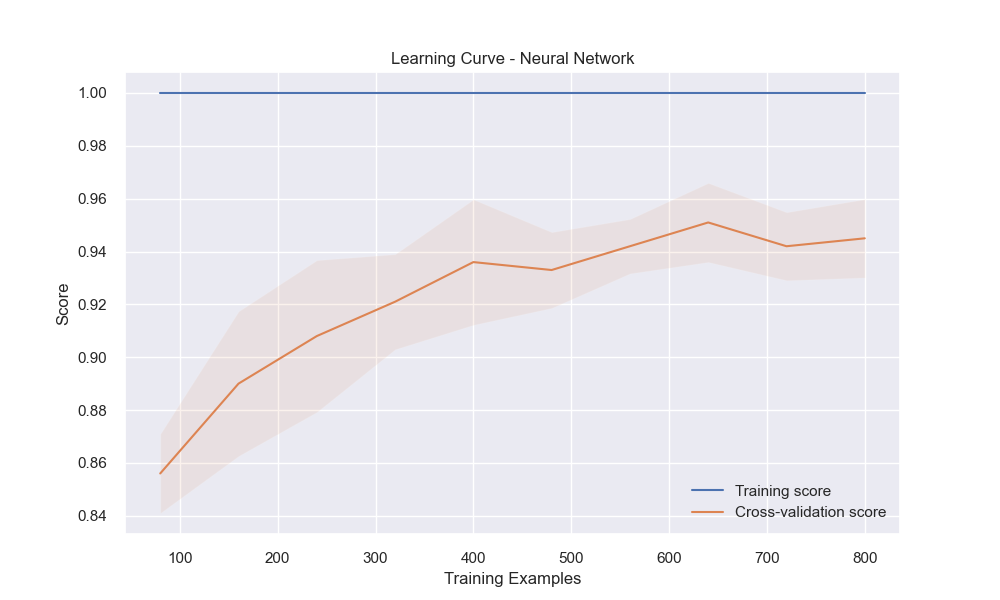 Learning Curve - Neural Network
Score
1.00
0.98
0.96
0.94
0.92
0.90
0.88
0.86
0.84
Training score
Cross-validation score
100 200 300 400 500 600 700 800
Training Examples